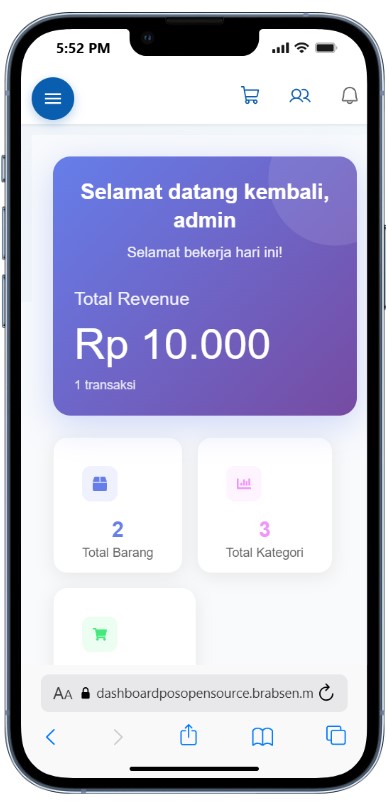 5:52 PM
Selamat datang kembali,
admin
Selamat bekerja hari ini!
Total Revenue
Rp 10.000
1 transaksi
2
Total Barang
3
Total Kategori
AA dashboardposopensource.brabsen.m